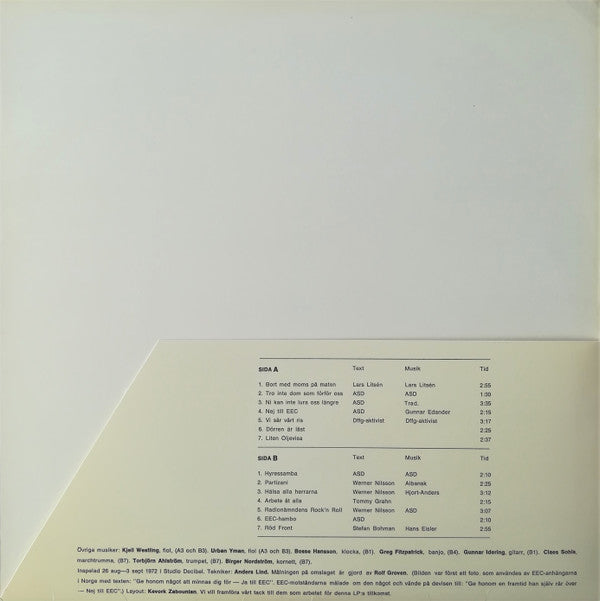 SIDA A Text Musik Tid
1. Bort med moms på maten Lars Litsén Lars Litsén 2:55
2. Tro inte dom som förför oss ASD ASD 1:30
3. Ni kan inte lura oss längre ASD Trad. 3:35
4. Nej till EEC ASD Gunnar Edander 2:15
5. Vi sår vårt ris Dffg-aktivist Dffg-aktivist 3:17
6. Dörren är låst 2:25
7. Liten Oljevisa 2:37
SIDA B Text Musik Tid
1. Hyressamba ASD ASD 2:10
2. Partizani Werner Nilsson Albansk 2:25
3. Hälsa alla herrarna Werner Nilsson Hjort-Anders 3:12
4. Arbete åt alla Tommy Grahn 2:15
5. Radionämndens Rock'n Roll Werner Nilsson ASD 3:07
6. EEC-hambo ASD 2:10
7. Röd Front Stefan Bohman Hans Eisler 2:55
Övriga musiker: Kjell Westling, fiol, (A3 och B3). Urban Yman, fiol (A3 och B3). Bosse Hansson, klocka, (B1). Greg Fitzpatrick, banjo, (B4). Gunnar Idering, gitarr, (B1). Claes Sohls,
marchtrumma, (B7). Torbjörn Ahlström, trumpet, (B7). Birger Nordström, kornett, (B7).
Inspelad 26 aug—3 sept 1972 i Studio Decibel. Tekniker: Anders Lind. Målningen på omslaget är gjord av Rolf Groven. (Bilden var först ett foto som användes av EEC-anhängarna
i Norge med texten: "Ge honom något att minnas dig för — Ja till EEC". EEC-motståndarna målade om den något och vände på devisen till: "Ge honom en framtid han själv rår över
— Nej till EEC".) Layout: Kevork Zabounian. Vi vill framföra vårt tack till dem som arbetet för denna LP's tillkomst.